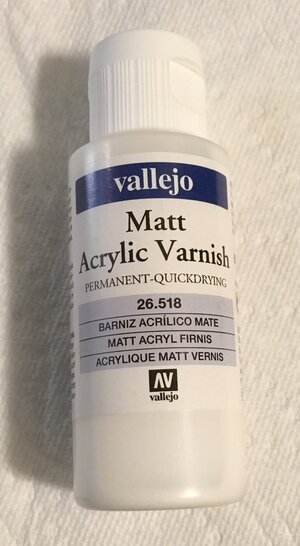 vallejo
Matt
Acrylic Varnish
PERMANENT-QUICKDRYING
26.518
BARNIZ ACRÍLICO MATE
MATT ACRYL FIRNIS
ACRYLIQUE MATT VERNIS
AV
vallejo